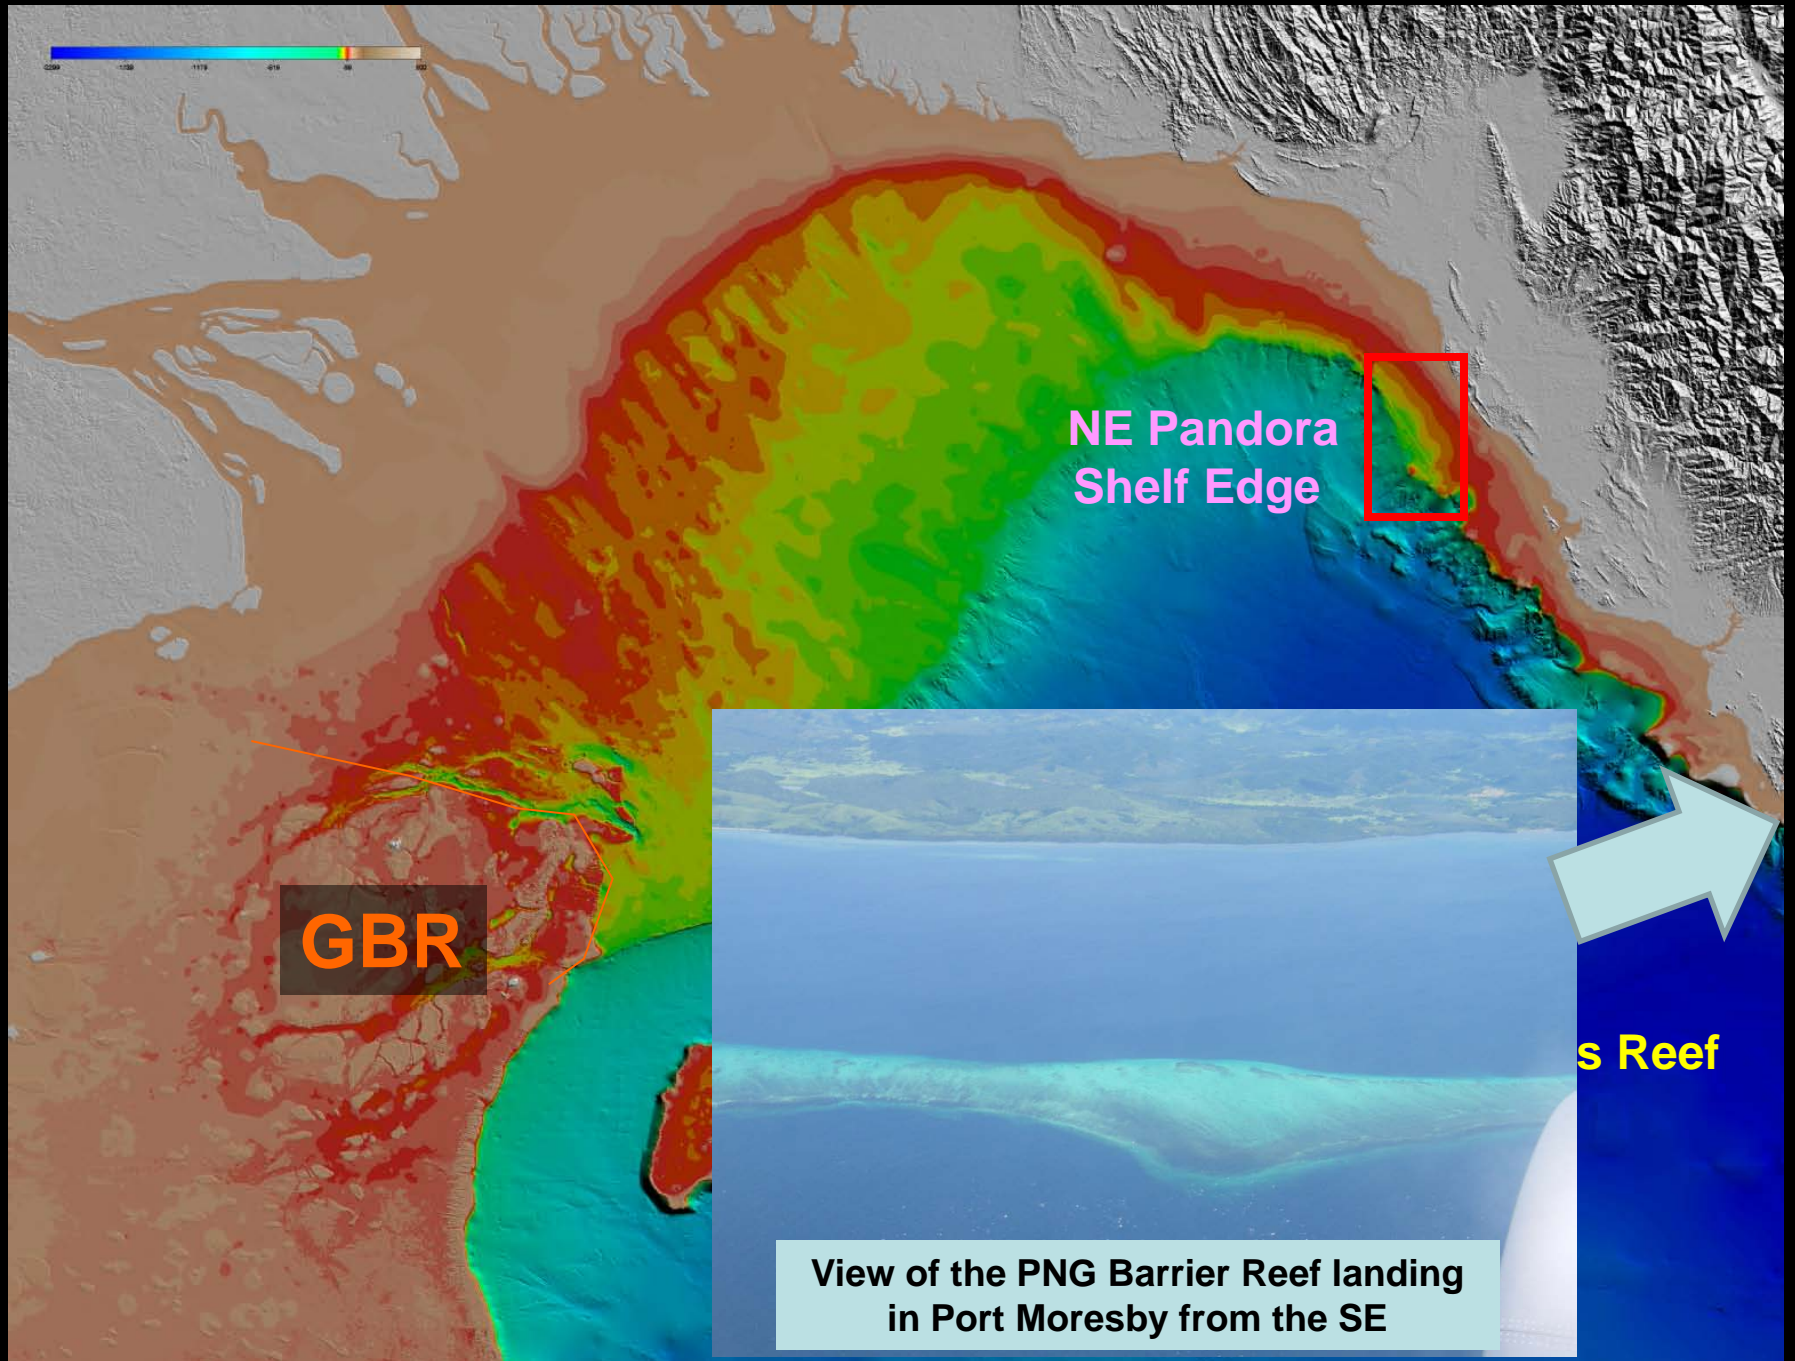 NE Pandora
Shelf Edge
GBR
s Reef
View of the PNG Barrier Reef landing
in Port Moresby from the SE